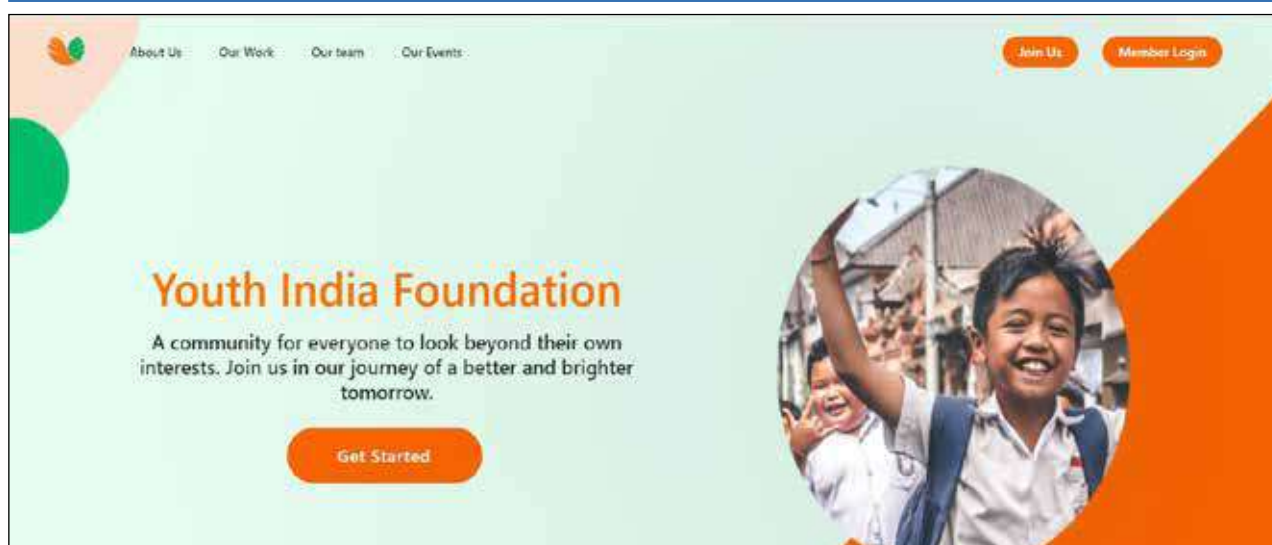 About Us Our Work Our team Our Events Join Us Member Login
Youth India Foundation
A community for everyone to look beyond their own
interests. Join us in our journey of a better and brighter
tomorrow.
Get Started